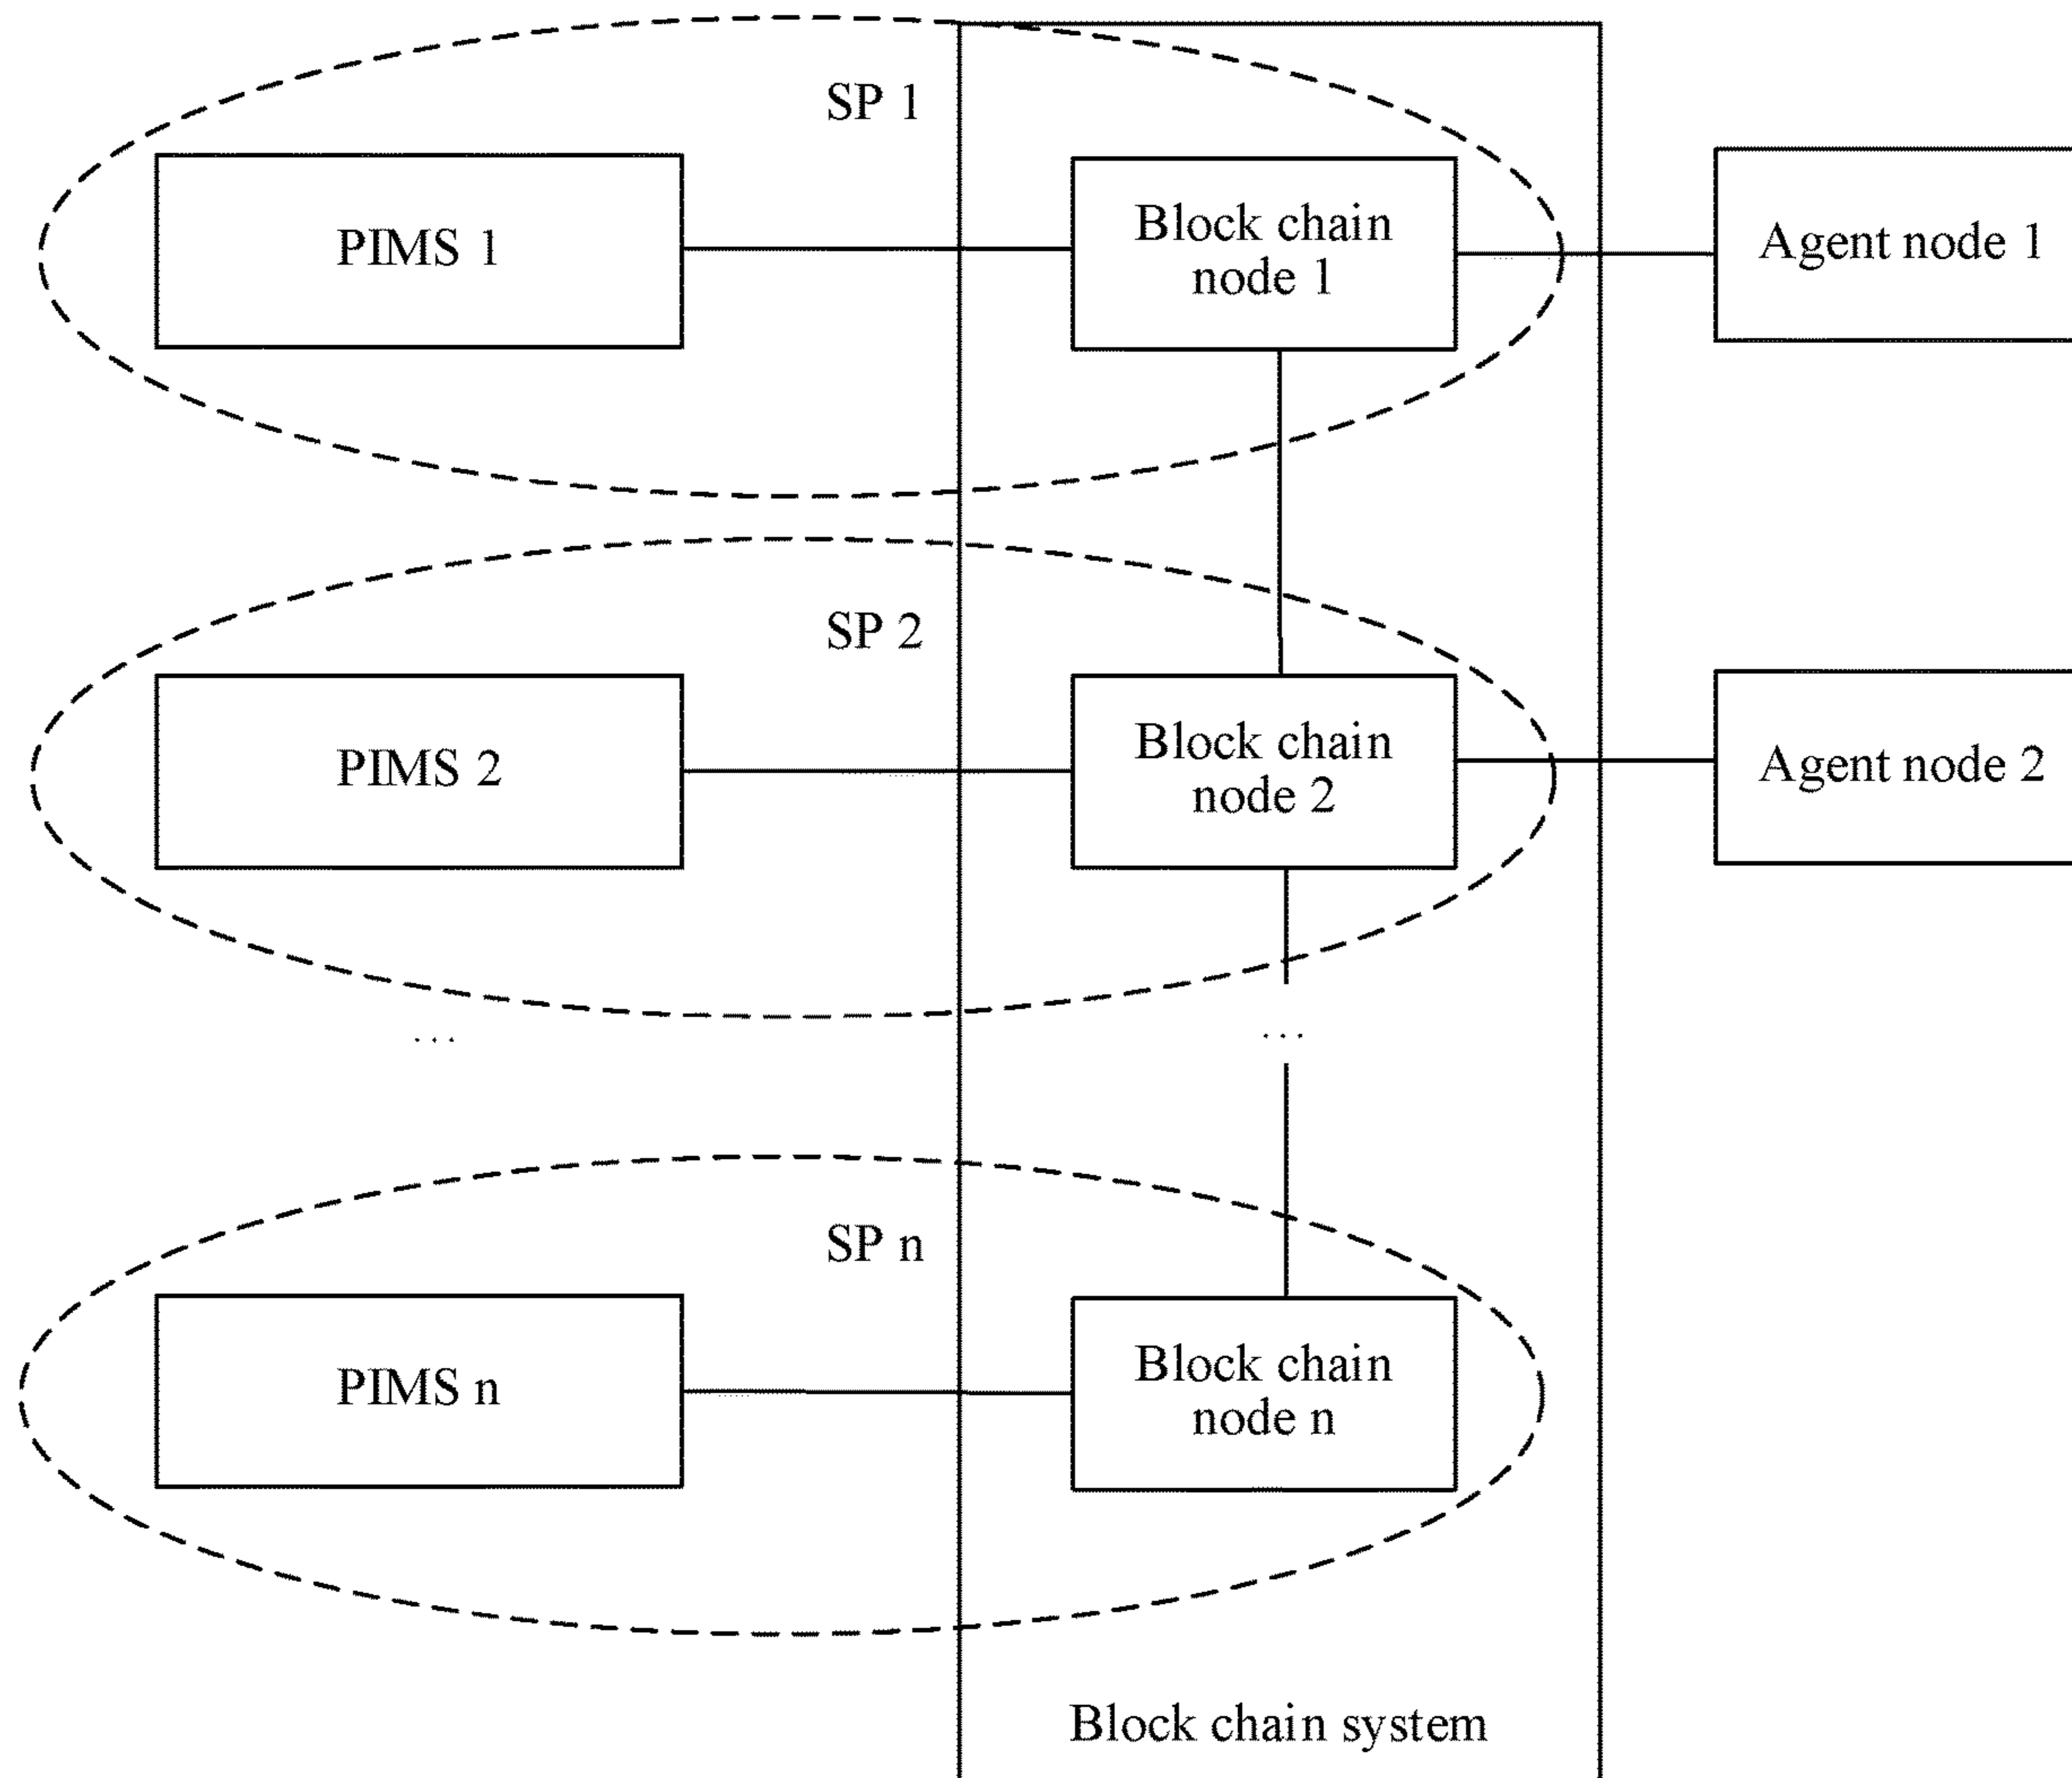 SP 1
PIMS 1
Block chain
node 1
Agent node 1
SP 2
PIMS 2
Block chain
node 2
Agent node 2
...
...
SP n
PIMS n
Block chain
node n
Block chain system